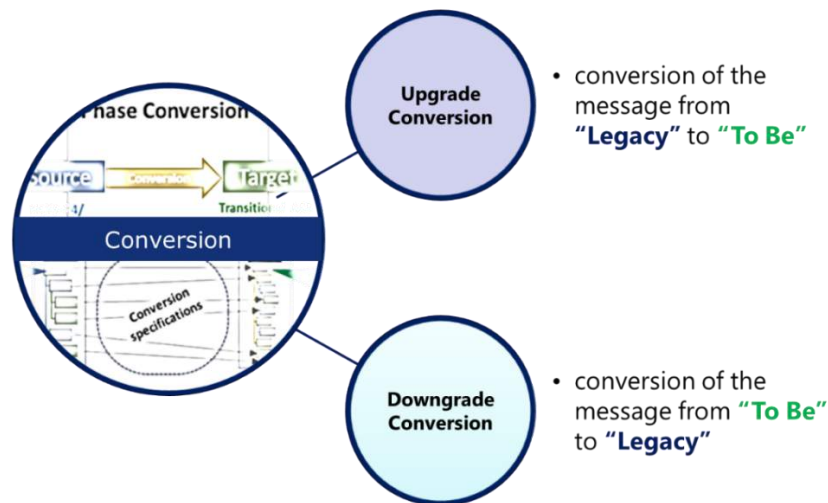 Phase Conversion
Source
Conversion
Target
Conversion
Conversion
specifications
Upgrade
Conversion
• conversion of the
message from
“Legacy” to “To Be”
Downgrade
Conversion
• conversion of the
message from “To Be”
to “Legacy”